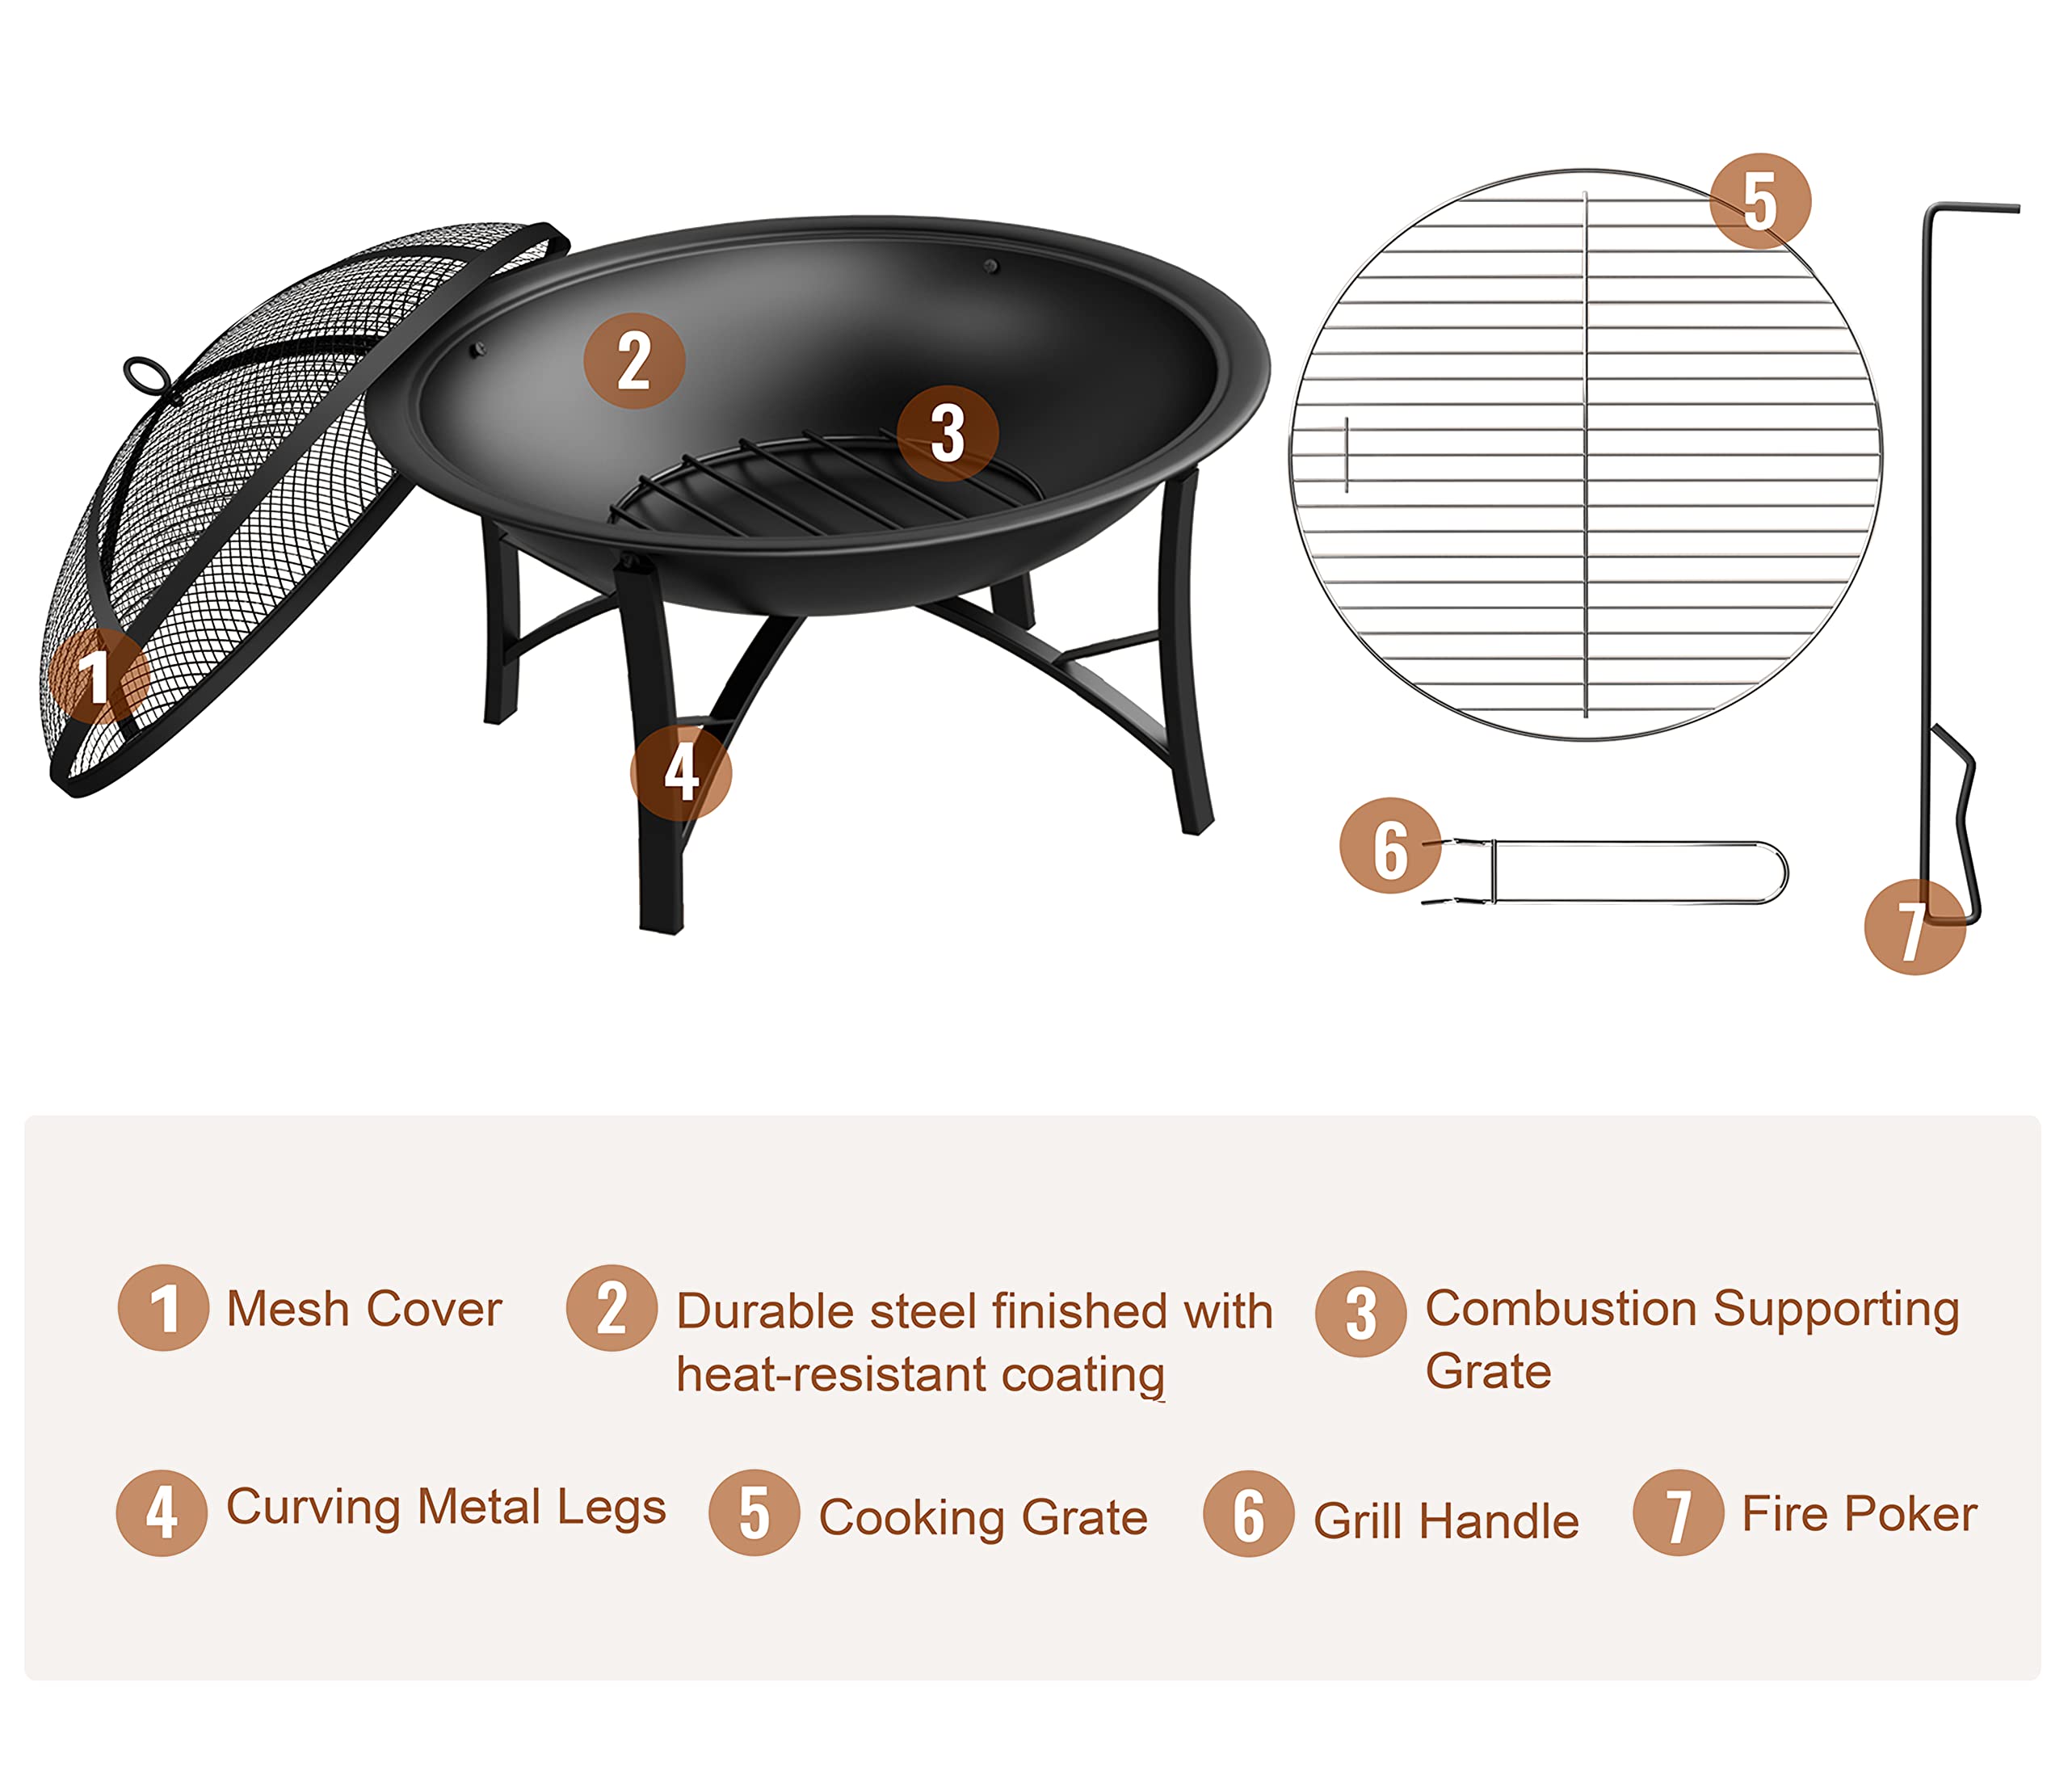 1
2
3
4
5
6
7
1 Mesh Cover
2 Durable steel finished with
heat-resistant coating
3 Combustion Supporting
Grate
4 Curving Metal Legs
5 Cooking Grate
6 Grill Handle
7 Fire Poker